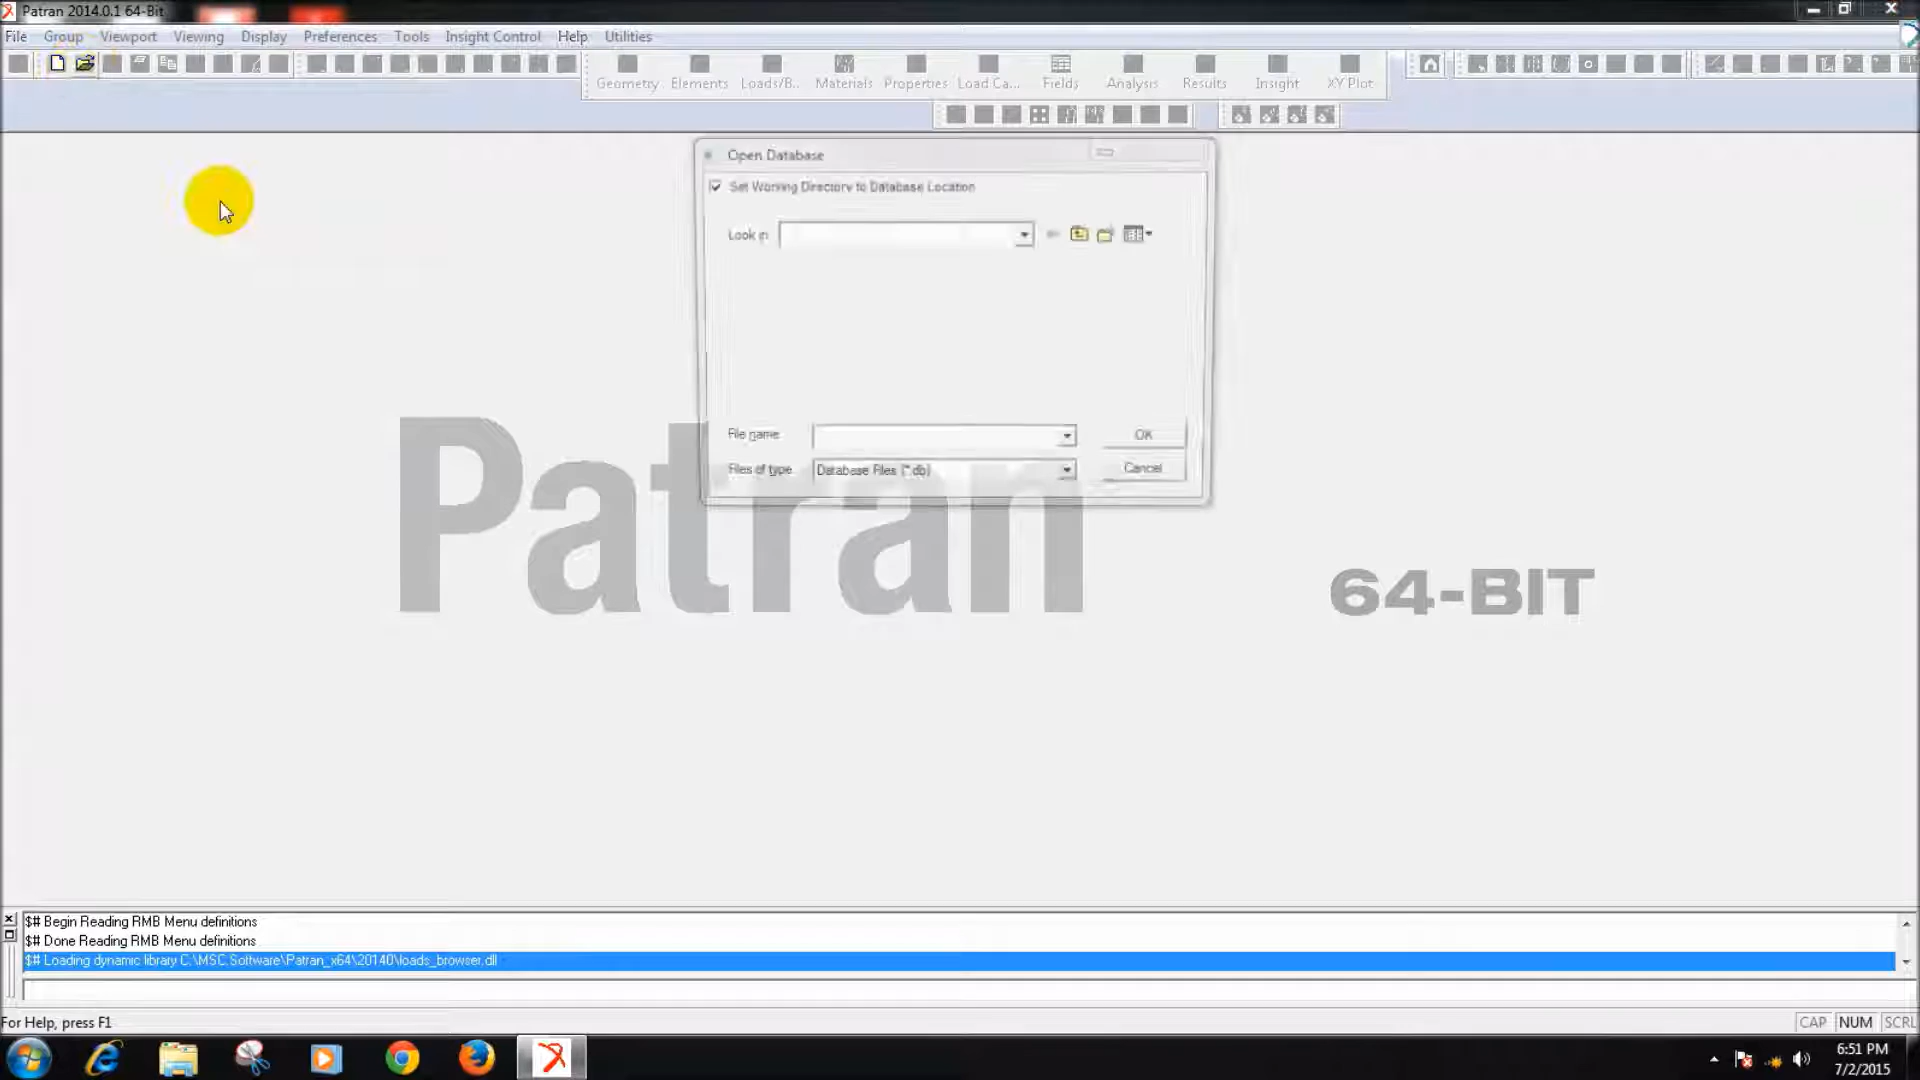 Patran 2014.0.1 64-Bit
File Group Viewport Viewing Display Preferences Tools Insight Control Help Utilities
Geometry Elements Loads/B... Materials Properties Load Ca... Fields Analysis Results Insight XY Plot
Open Database
Set Working Directory to Database Location
Look in
File name
OK
Files of type
Database Files (*.db)
Cancel
Patran
64-BIT
$# Begin Reading RMB Menu definitions
$# Done Reading RMB Menu definitions
$# Loading dynamic library C:\MSC.Software\Patran_x64\20140\loads_browser.dll
For Help, press F1
CAP NUM SCRL
6:51 PM
7/2/2015